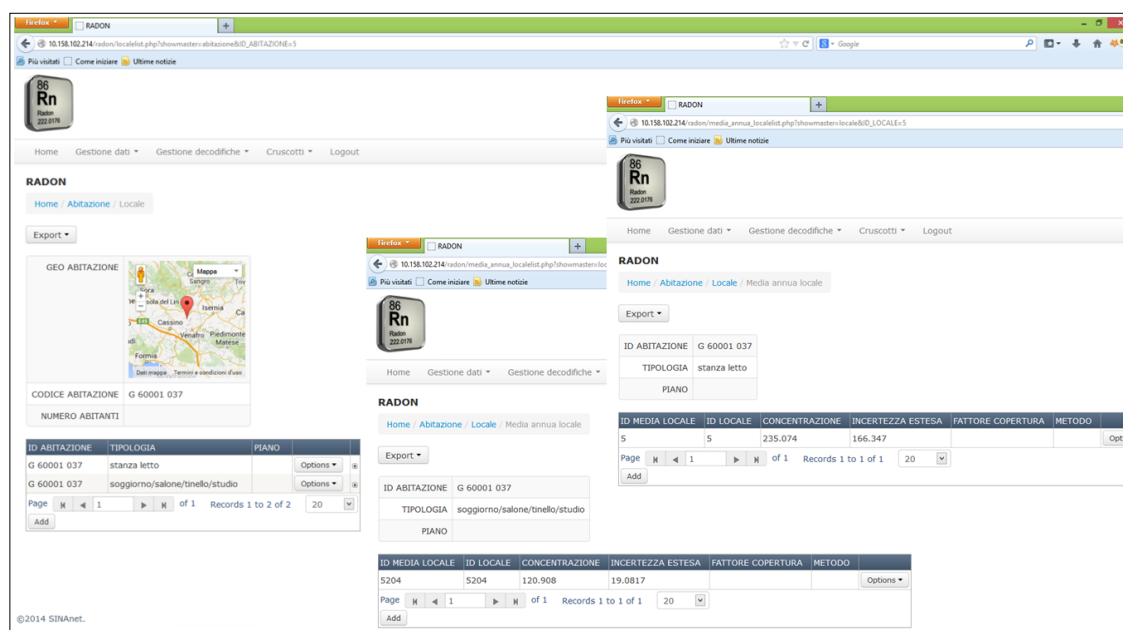 Firefox
RADON
10.158.102.214/radon/localelist.php?showmaster=abitazione&ID_ABITAZIONE=5
Google
Più visitati Come iniziare Ultime notizie
86
Rn
Radon
222.0176
Home Gestione dati Gestione decodifiche Cruscotti Logout
RADON
Home / Abitazione / Locale
Export
GEO ABITAZIONE
Mappa
Sangro
Sora
Isola del Liri
Isernia
Cassino
Venafro Piedimonte
Matese
Formia
Dati mappa Termini e condizioni d'uso
CODICE ABITAZIONE G 60001 037
NUMERO ABITANTI
ID ABITAZIONE TIPOLOGIA PIANO
G 60001 037 stanza letto Options
G 60001 037 soggiorno/salone/tinello/studio Options
Page 1 of 1 Records 1 to 2 of 2 20
Add
©2014 SINAnet.
Firefox
RADON
10.158.102.214/radon/media_annua_localelist.php?showmaster=loc
Più visitati Come iniziare Ultime notizie
86
Rn
Radon
222.0176
Home Gestione dati Gestione decodifiche
RADON
Home / Abitazione / Locale / Media annua locale
Export
ID ABITAZIONE G 60001 037
TIPOLOGIA soggiorno/salone/tinello/studio
PIANO
ID MEDIA LOCALE ID LOCALE CONCENTRAZIONE INCERTEZZA ESTESA FATTORE COPERTURA METODO
5204 5204 120.908 19.0817 Options
Page 1 of 1 Records 1 to 1 of 1 20
Add
Firefox
RADON
10.158.102.214/radon/media_annua_localelist.php?showmaster=locale&ID_LOCALE=5
Più visitati Come iniziare Ultime notizie
86
Rn
Radon
222.0176
Home Gestione dati Gestione decodifiche Cruscotti Logout
RADON
Home / Abitazione / Locale / Media annua locale
Export
ID ABITAZIONE G 60001 037
TIPOLOGIA stanza letto
PIANO
ID MEDIA LOCALE ID LOCALE CONCENTRAZIONE INCERTEZZA ESTESA FATTORE COPERTURA METODO
5 5 235.074 166.347 Opt
Page 1 of 1 Records 1 to 1 of 1 20
Add